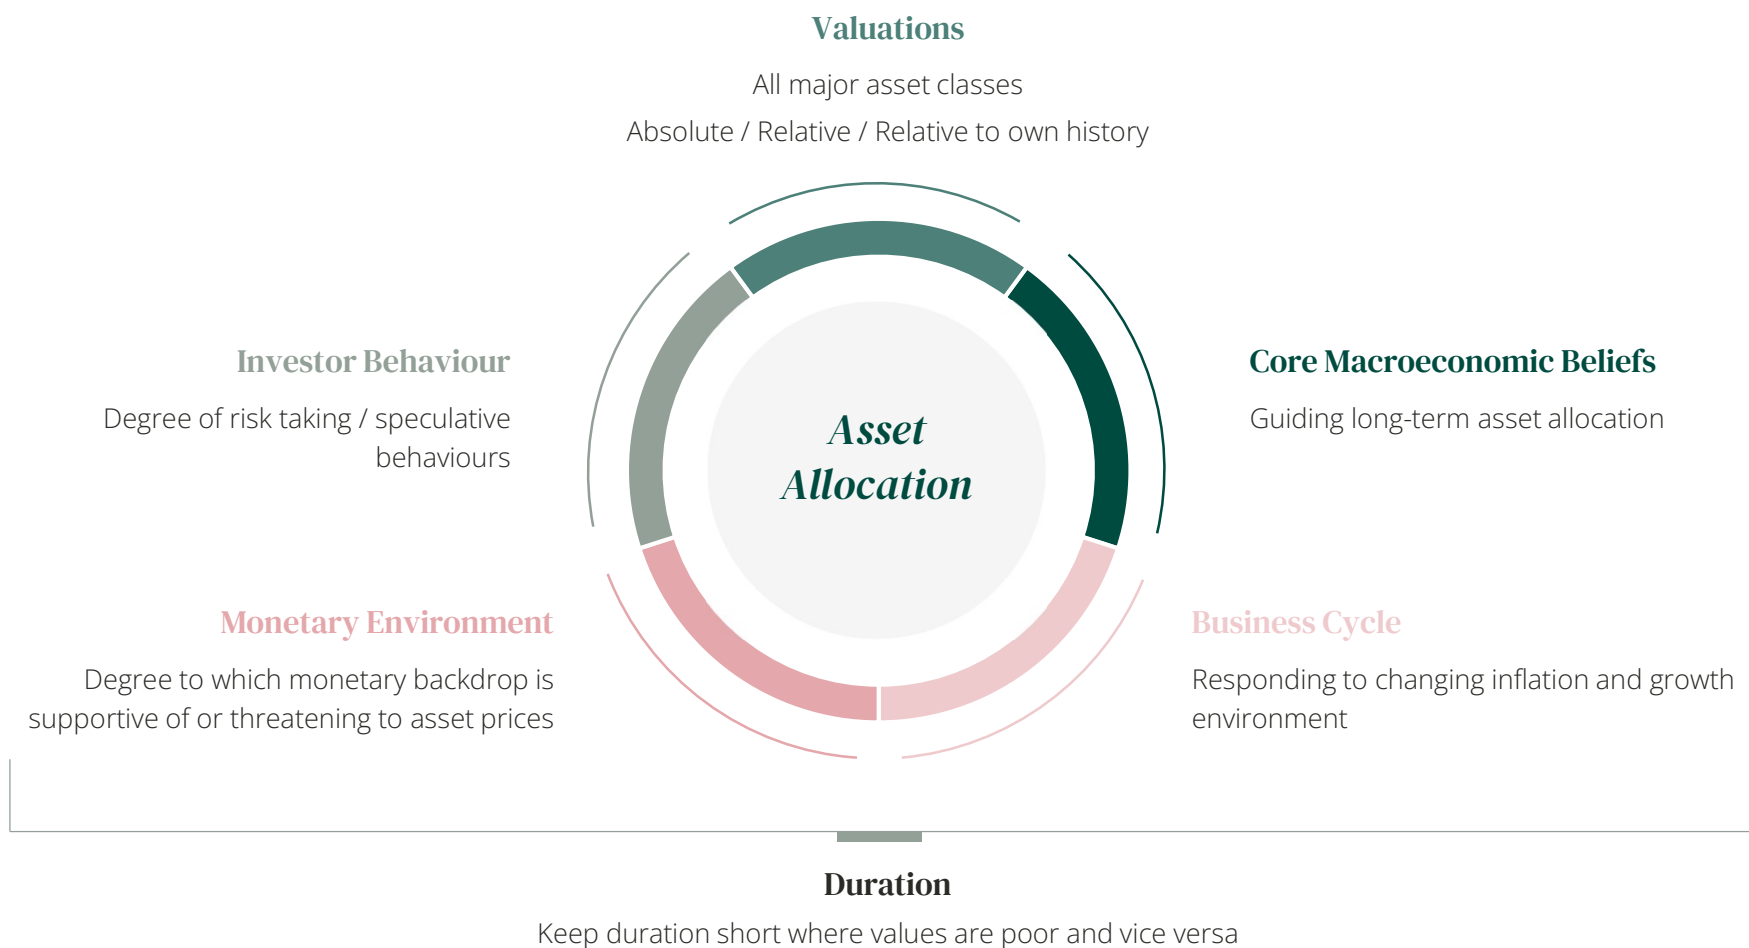 Valuations
All major asset classes
Absolute / Relative / Relative to own history
Investor Behaviour
Degree of risk taking / speculative
behaviours
Asset
Allocation
Core Macroeconomic Beliefs
Guiding long-term asset allocation
Monetary Environment
Degree to which monetary backdrop is
supportive of or threatening to asset prices
Business Cycle
Responding to changing inflation and growth
environment
Duration
Keep duration short where values are poor and vice versa